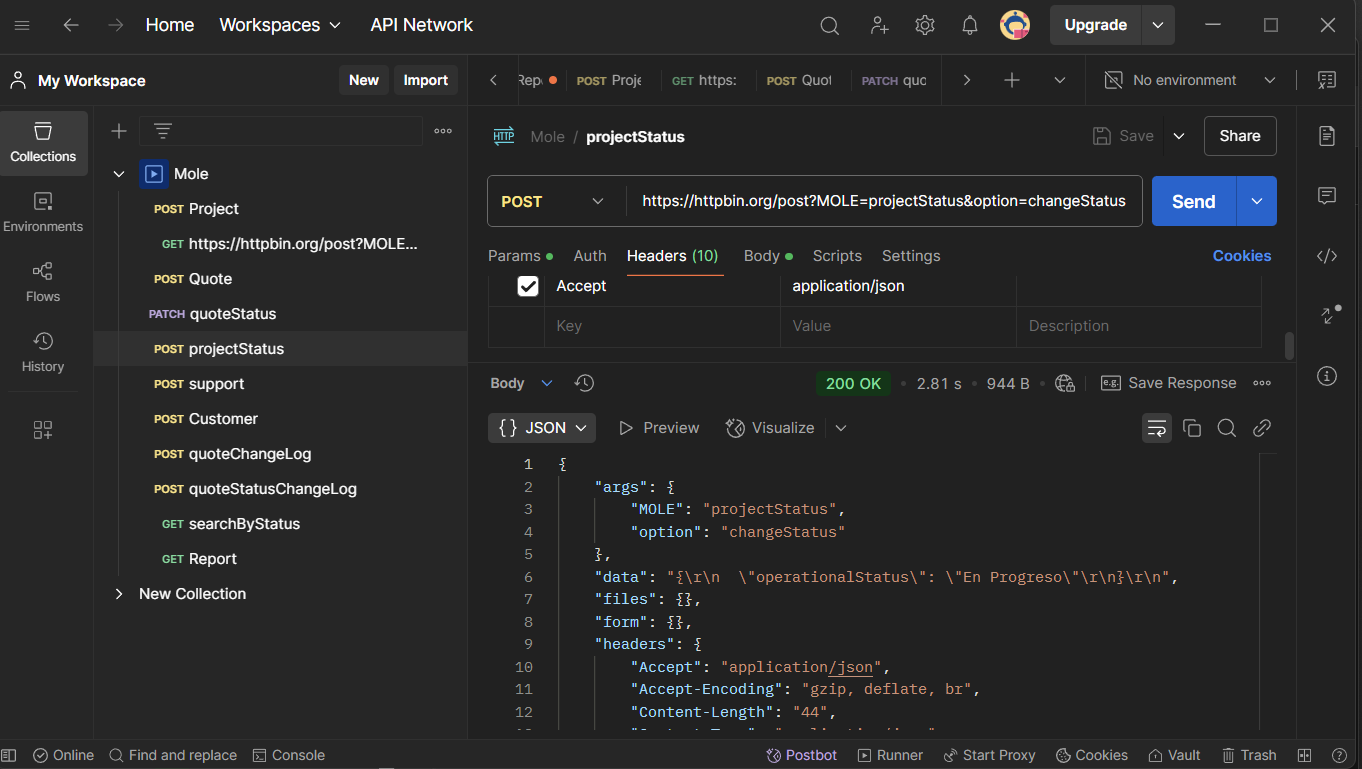 Home Workspaces API Network Upgrade
My Workspace New Import
Rep POST Proje GET https: POST Quot PATCH quc No environment
Collections
Environments
Flows
History
Mole
POST Project
GET https://httpbin.org/post?MOLE...
POST Quote
PATCH quoteStatus
POST projectStatus
POST support
POST Customer
POST quoteChangeLog
POST quoteStatusChangeLog
GET searchByStatus
GET Report
New Collection
HTTP Mole / projectStatus Save Share
POST https://httpbin.org/post?MOLE=projectStatus&option=changeStatus Send
Params Auth Headers (10) Body Scripts Settings Cookies
Accept application/json
Key Value Description
Body 200 OK 2.81 s 944 B e.g. Save Response
{} JSON Preview Visualize
1 {
2 "args": {
3 "MOLE": "projectStatus",
4 "option": "changeStatus"
5 },
6 "data": "{\r\n  \"operationalStatus\": \"En Progreso\"\r\n}\r\n",
7 "files": {},
8 "form": {},
9 "headers": {
10 "Accept": "application/json",
11 "Accept-Encoding": "gzip, deflate, br",
12 "Content-Length": "44",
Online Find and replace Console Postbot Runner Start Proxy Cookies Vault Trash